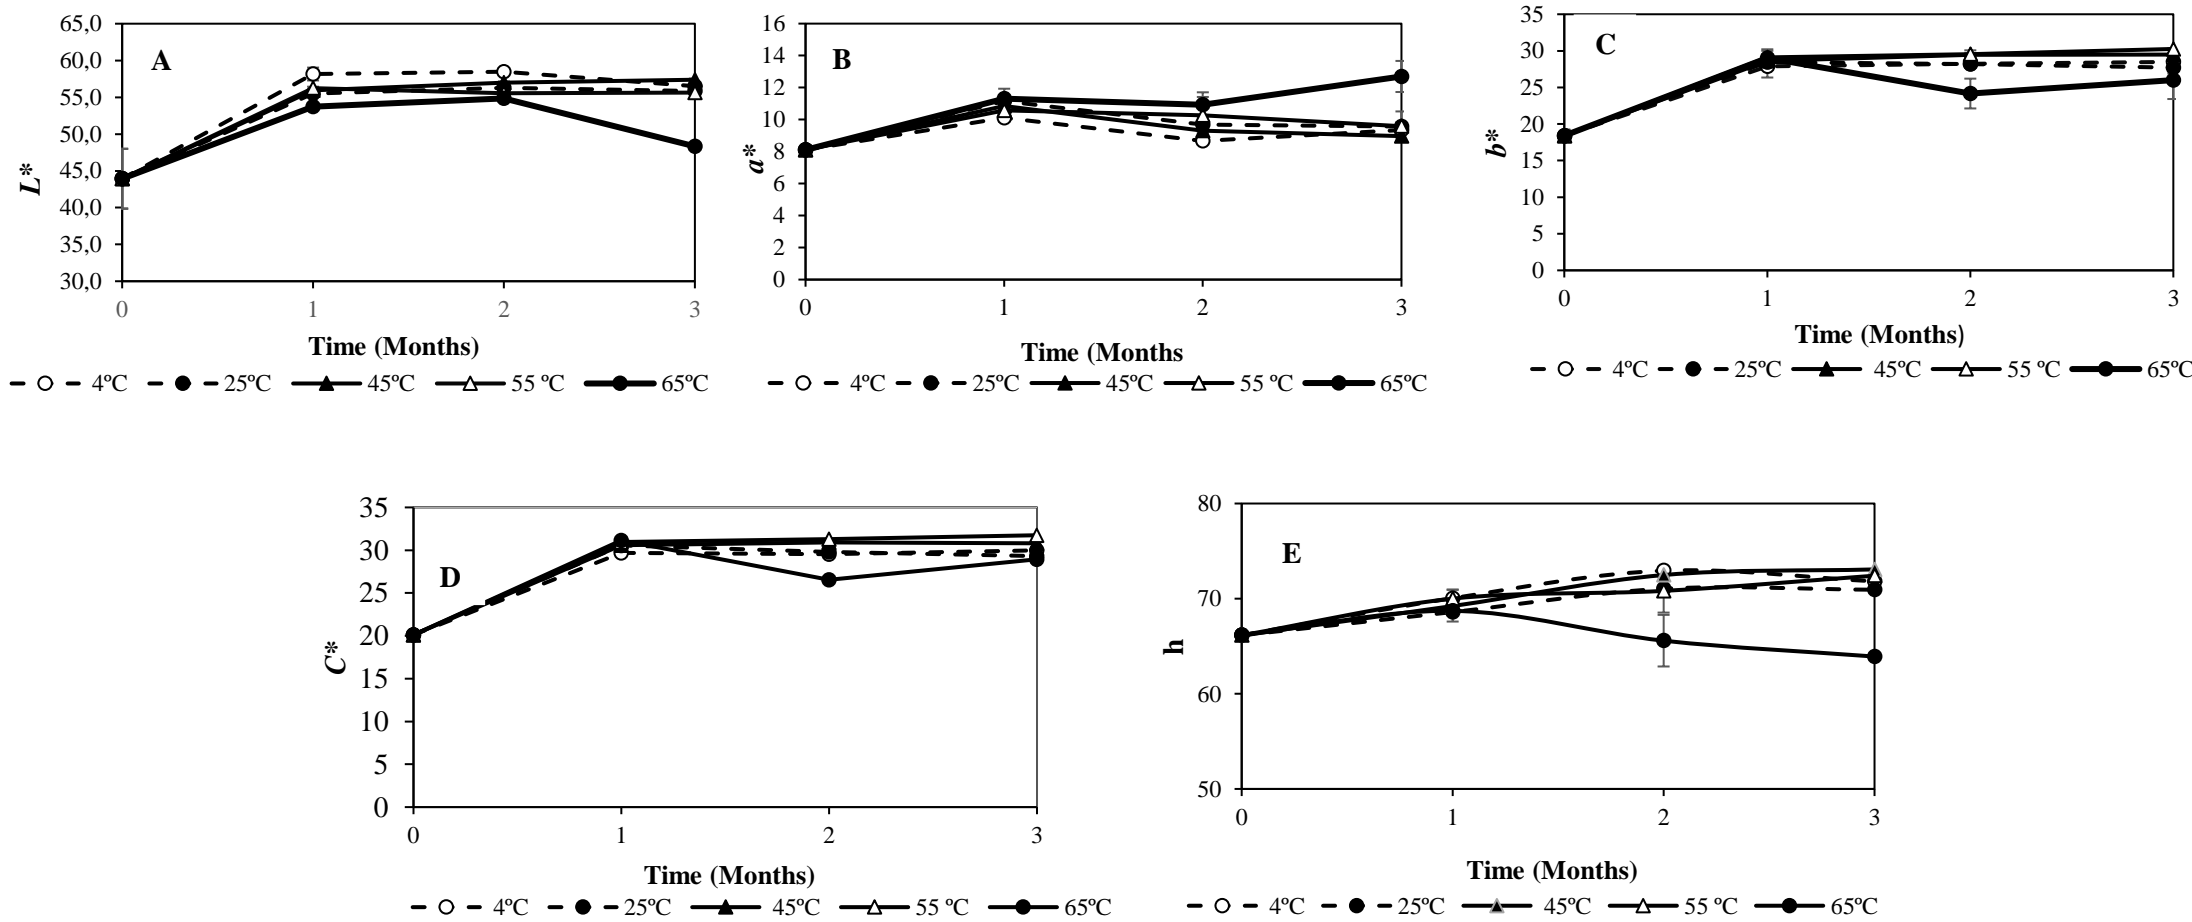 A
65,0
60,0
55,0
50,0
45,0
40,0
35,0
30,0
L*
0 1 2 3
Time (Months)
4ºC 25ºC 45ºC 55 ºC 65ºC
B
16
14
12
10
8
6
4
2
0
a*
0 1 2 3
Time (Months
4ºC 25ºC 45ºC 55 ºC 65ºC
C
35
30
25
20
15
10
5
0
b*
0 1 2 3
Time (Months)
4ºC 25ºC 45ºC 55 ºC 65ºC
D
35
30
25
20
15
10
5
0
C*
0 1 2 3
Time (Months)
4ºC 25ºC 45ºC 55 ºC 65ºC
E
80
70
60
50
h
0 1 2 3
Time (Months)
4ºC 25ºC 45ºC 55 ºC 65ºC